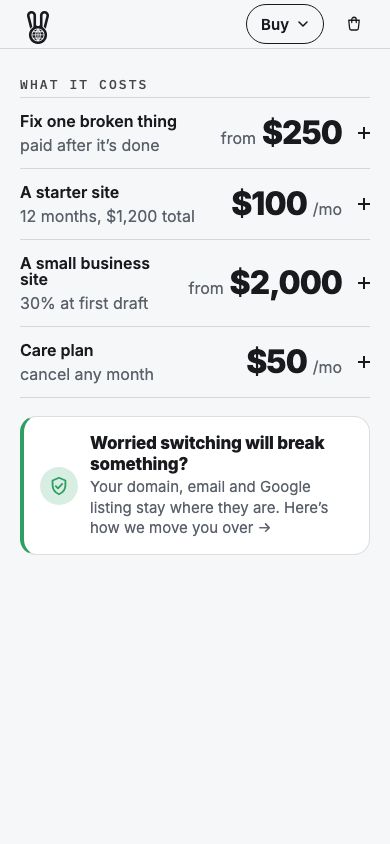 Buy
WHAT IT COSTS
Fix one broken thing
paid after it's done
from $250
A starter site
12 months, $1,200 total
$100 /mo
A small business
site
30% at first draft
from $2,000
Care plan
cancel any month
$50 /mo
Worried switching will break
something?
Your domain, email and Google
listing stay where they are. Here's
how we move you over →